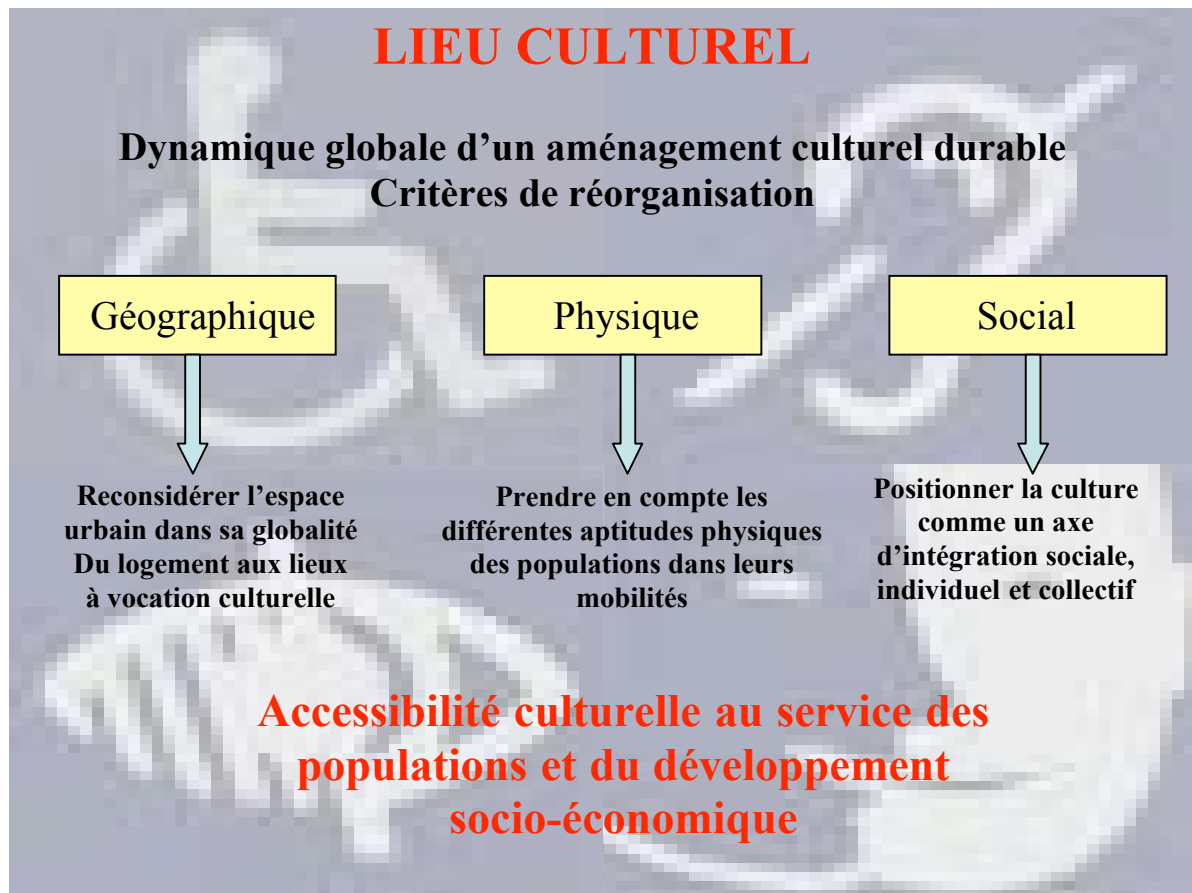 LIEU CULTUREL
Dynamique globale d’un aménagement culturel durable
Critères de réorganisation
Géographique
Physique
Social
Reconsidérer l’espace
urbain dans sa globalité
Du logement aux lieux
à vocation culturelle
Prendre en compte les
différentes aptitudes physiques
des populations dans leurs
mobilités
Positionner la culture
comme un axe
d’intégration sociale,
individuel et collectif
Accessibilité culturelle au service des
populations et du développement
socio-économique